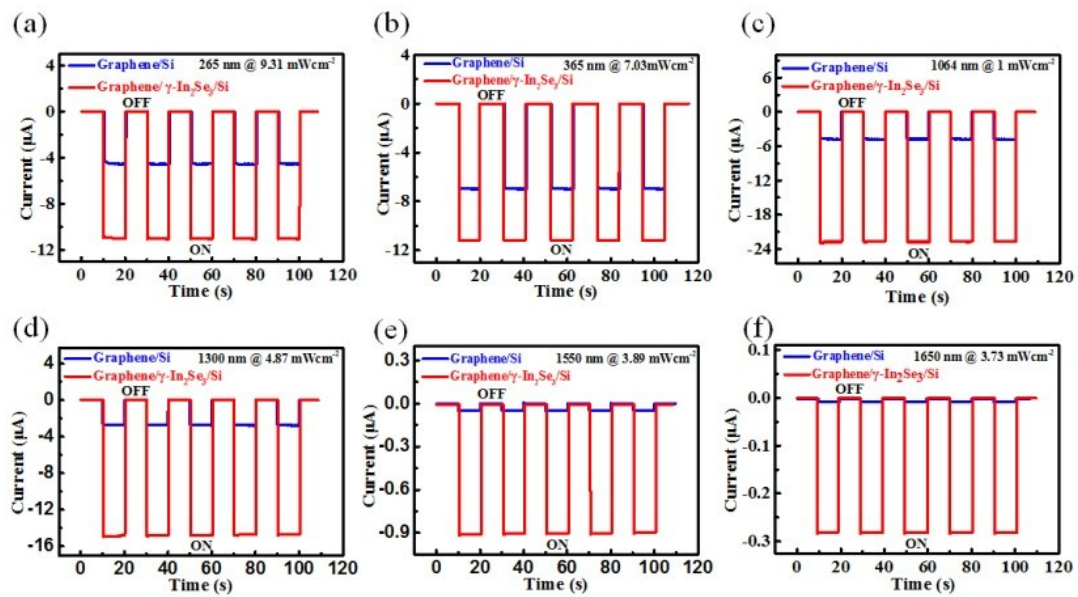 (a)
Graphene/Si 265 nm @ 9.31 mWcm⁻²
Graphene/ γ-In₂Se₃/Si
OFF
ON
4
0
-4
-8
-12
Current (μA)
0 20 40 60 80 100 120
Time (s)
(b)
Graphene/Si 365 nm @ 7.03mWcm⁻²
Graphene/γ-In₂Se₃/Si
OFF
ON
4
0
-4
-8
-12
Current (μA)
0 20 40 60 80 100 120
Time (s)
(c)
Graphene/Si 1064 nm @ 1 mWcm⁻²
Graphene/γ-In₂Se₃/Si
OFF
ON
6
0
-6
-12
-18
-24
Current (μA)
0 20 40 60 80 100 120
Time (s)
(d)
Graphene/Si 1300 nm @ 4.87 mWcm⁻²
Graphene/γ-In₂Se₃/Si
OFF
ON
4
0
-4
-8
-12
-16
Current (μA)
0 20 40 60 80 100 120
Time (s)
(e)
Graphene/Si 1550 nm @ 3.89 mWcm⁻²
Graphene/γ-In₂Se₃/Si
OFF
ON
0.3
0.0
-0.3
-0.6
-0.9
Current (μA)
0 20 40 60 80 100 120
Time (s)
(f)
Graphene/Si 1650 nm @ 3.73 mWcm⁻²
Graphene/γ-In₂Se₃/Si
OFF
ON
0.1
0.0
-0.1
-0.2
-0.3
Current (μA)
0 20 40 60 80 100 120
Time (s)